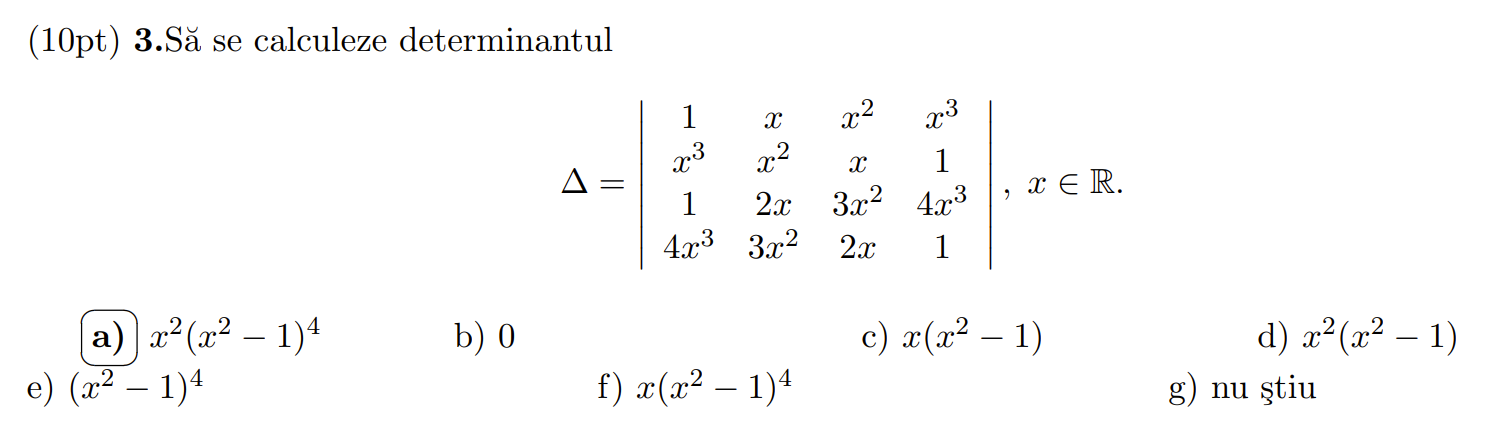 (10pt) 3.Să se calculeze determinantul
1 x x² x³
x³ x² x 1
Δ = , x ∈ ℝ.
1 2x 3x² 4x³
4x³ 3x² 2x 1
a) x²(x² − 1)⁴ b) 0 c) x(x² − 1) d) x²(x² − 1)
e) (x² − 1)⁴ f) x(x² − 1)⁴ g) nu ştiu